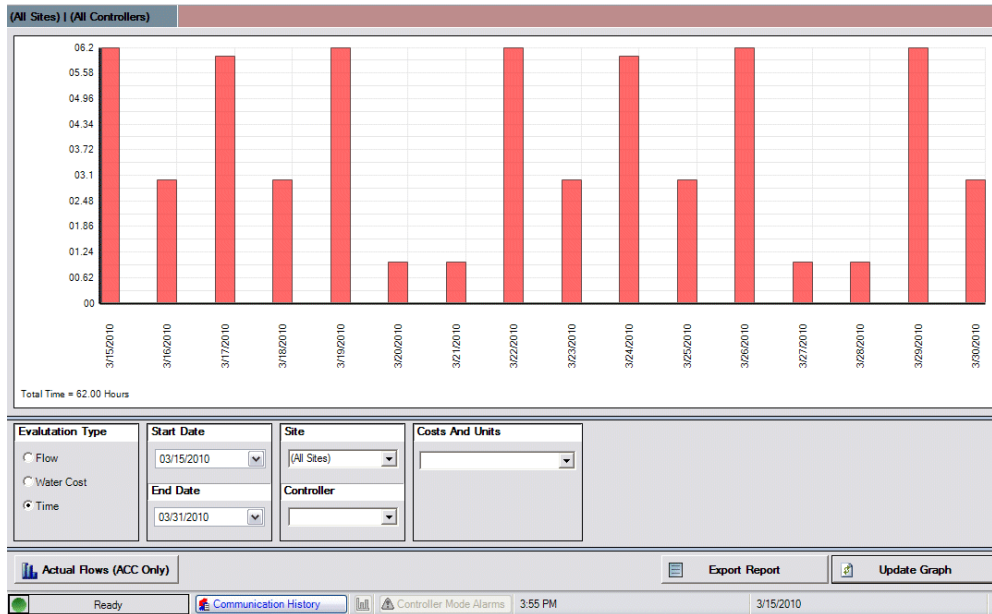 (All Sites) | (All Controllers)
06.2
05.58
04.96
04.34
03.72
03.1
02.48
01.86
01.24
00.62
00
3/15/2010
3/16/2010
3/17/2010
3/18/2010
3/19/2010
3/20/2010
3/21/2010
3/22/2010
3/23/2010
3/24/2010
3/25/2010
3/26/2010
3/27/2010
3/28/2010
3/29/2010
3/30/2010
Total Time = 62.00 Hours
Evalutation Type
Flow
Water Cost
Time
Start Date
03/15/2010
End Date
03/31/2010
Site
(All Sites)
Controller
Costs And Units
Actual Flows (ACC Only)
Export Report
Update Graph
Ready
Communication History
Controller Mode Alarms
3:55 PM
3/15/2010